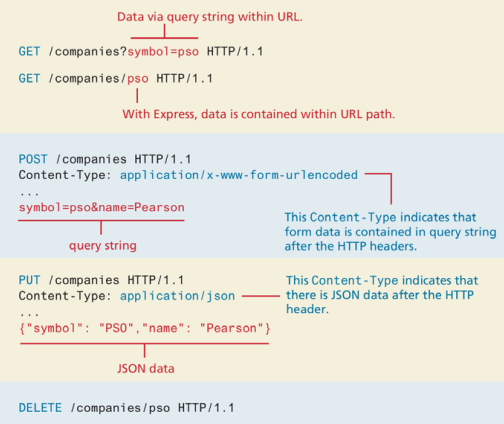 Data via query string within URL.
GET /companies?symbol=pso HTTP/1.1
GET /companies/pso HTTP/1.1
With Express, data is contained within URL path.
POST /companies HTTP/1.1
Content-Type: application/x-www-form-urlencoded
...
symbol=pso&name=Pearson
query string
This Content-Type indicates that
form data is contained in query string
after the HTTP headers.
PUT /companies HTTP/1.1
Content-Type: application/json
...
{"symbol": "PSO","name": "Pearson"}
JSON data
This Content-Type indicates that
there is JSON data after the HTTP
header.
DELETE /companies/pso HTTP/1.1